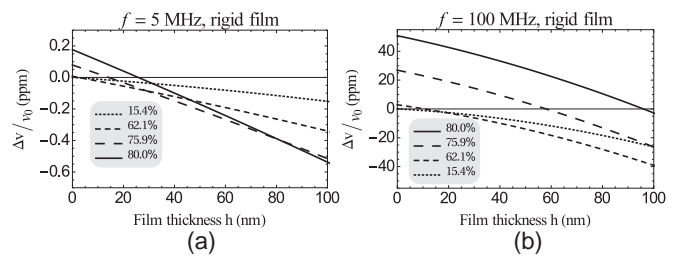 f = 5 MHz, rigid film
Δv/v₀ (ppm)
0.2
0.0
-0.2
-0.4
-0.6
15.4%
62.1%
75.9%
80.0%
0 20 40 60 80 100
Film thickness h (nm)
(a)
f = 100 MHz, rigid film
Δv/v₀ (ppm)
40
20
0
-20
-40
80.0%
75.9%
62.1%
15.4%
0 20 40 60 80 100
Film thickness h (nm)
(b)